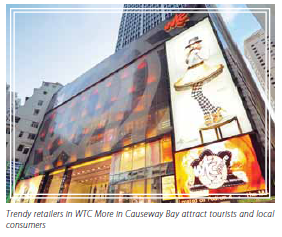 Trendy retailers in WTC More in Causeway Bay attract tourists and local
consumers